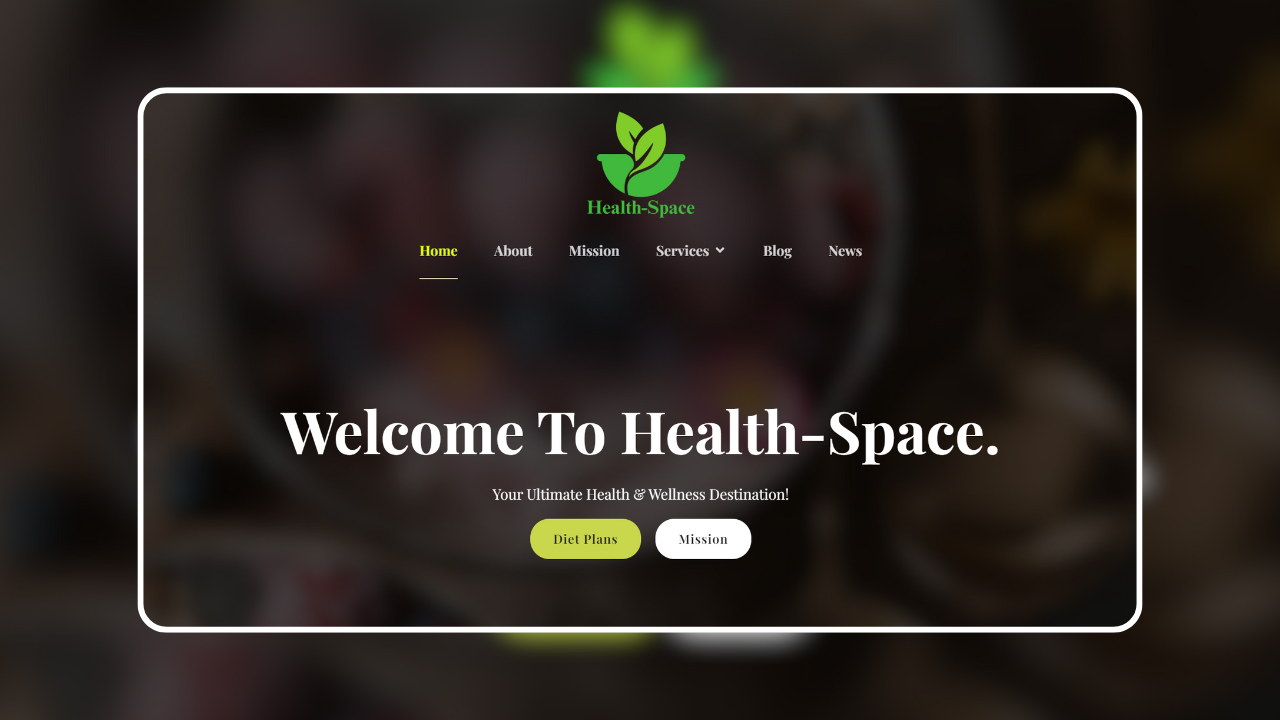 Health-Space
Home About Mission Services Blog News
Welcome To Health-Space.
Your Ultimate Health & Wellness Destination!
Diet Plans Mission